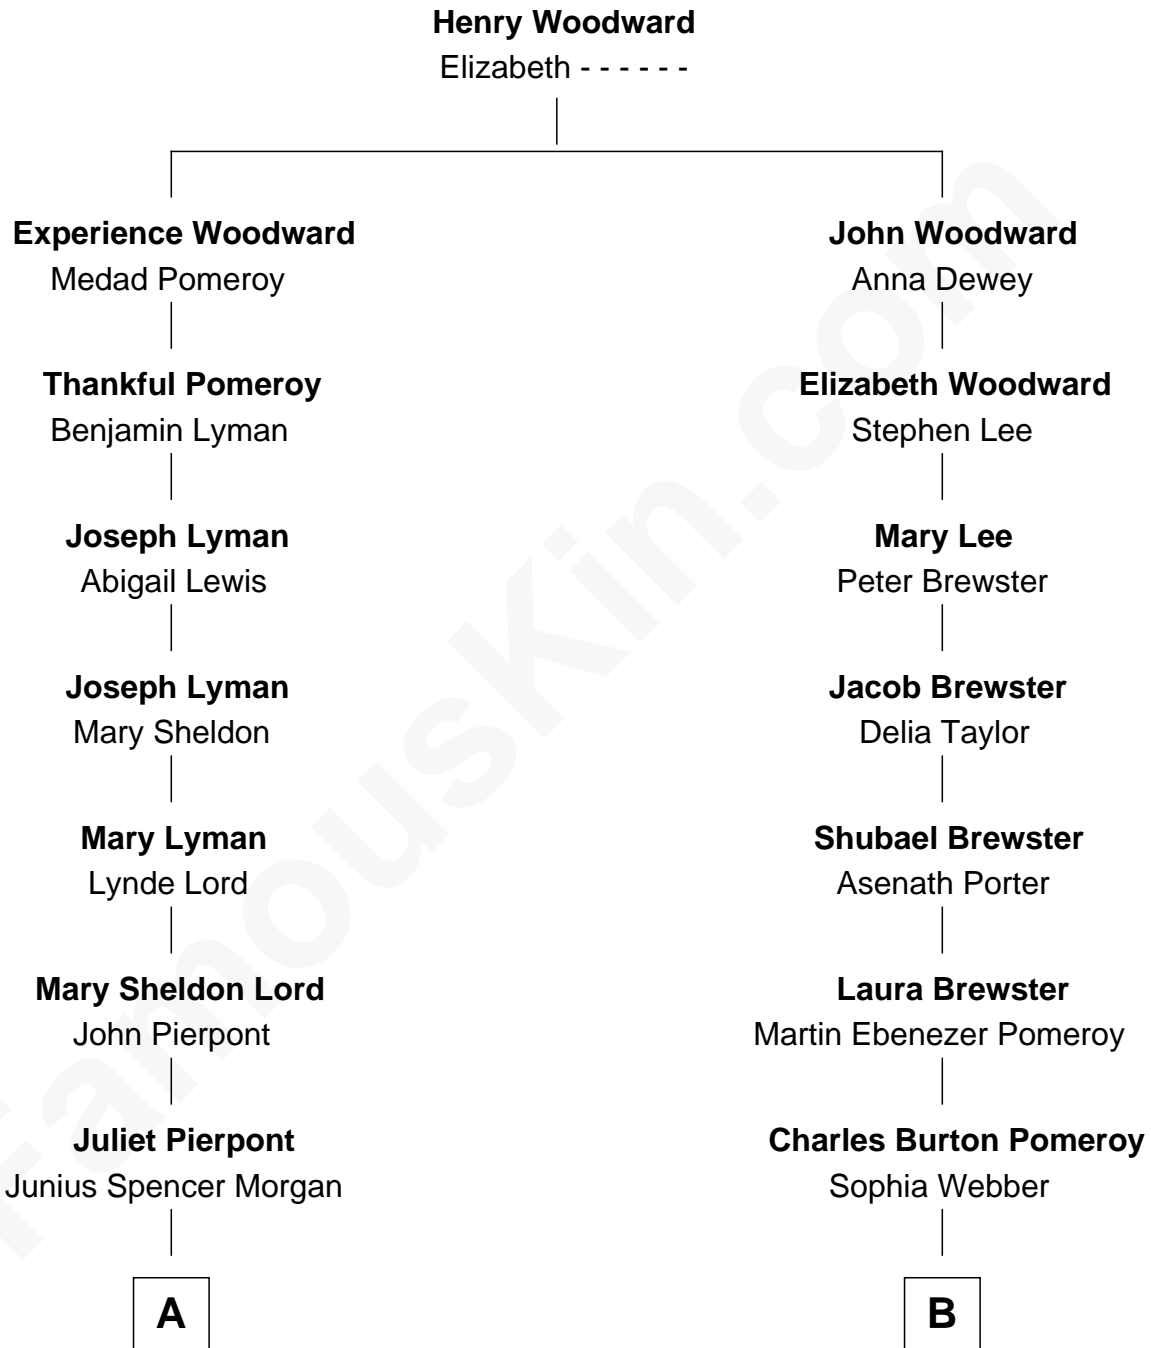 Henry Woodward
Elizabeth - - - - - -
Experience Woodward
Medad Pomeroy
Thankful Pomeroy
Benjamin Lyman
Joseph Lyman
Abigail Lewis
Joseph Lyman
Mary Sheldon
Mary Lyman
Lynde Lord
Mary Sheldon Lord
John Pierpont
Juliet Pierpont
Junius Spencer Morgan
A
John Woodward
Anna Dewey
Elizabeth Woodward
Stephen Lee
Mary Lee
Peter Brewster
Jacob Brewster
Delia Taylor
Shubael Brewster
Asenath Porter
Laura Brewster
Martin Ebenezer Pomeroy
Charles Burton Pomeroy
Sophia Webber
B
FamousKin.com